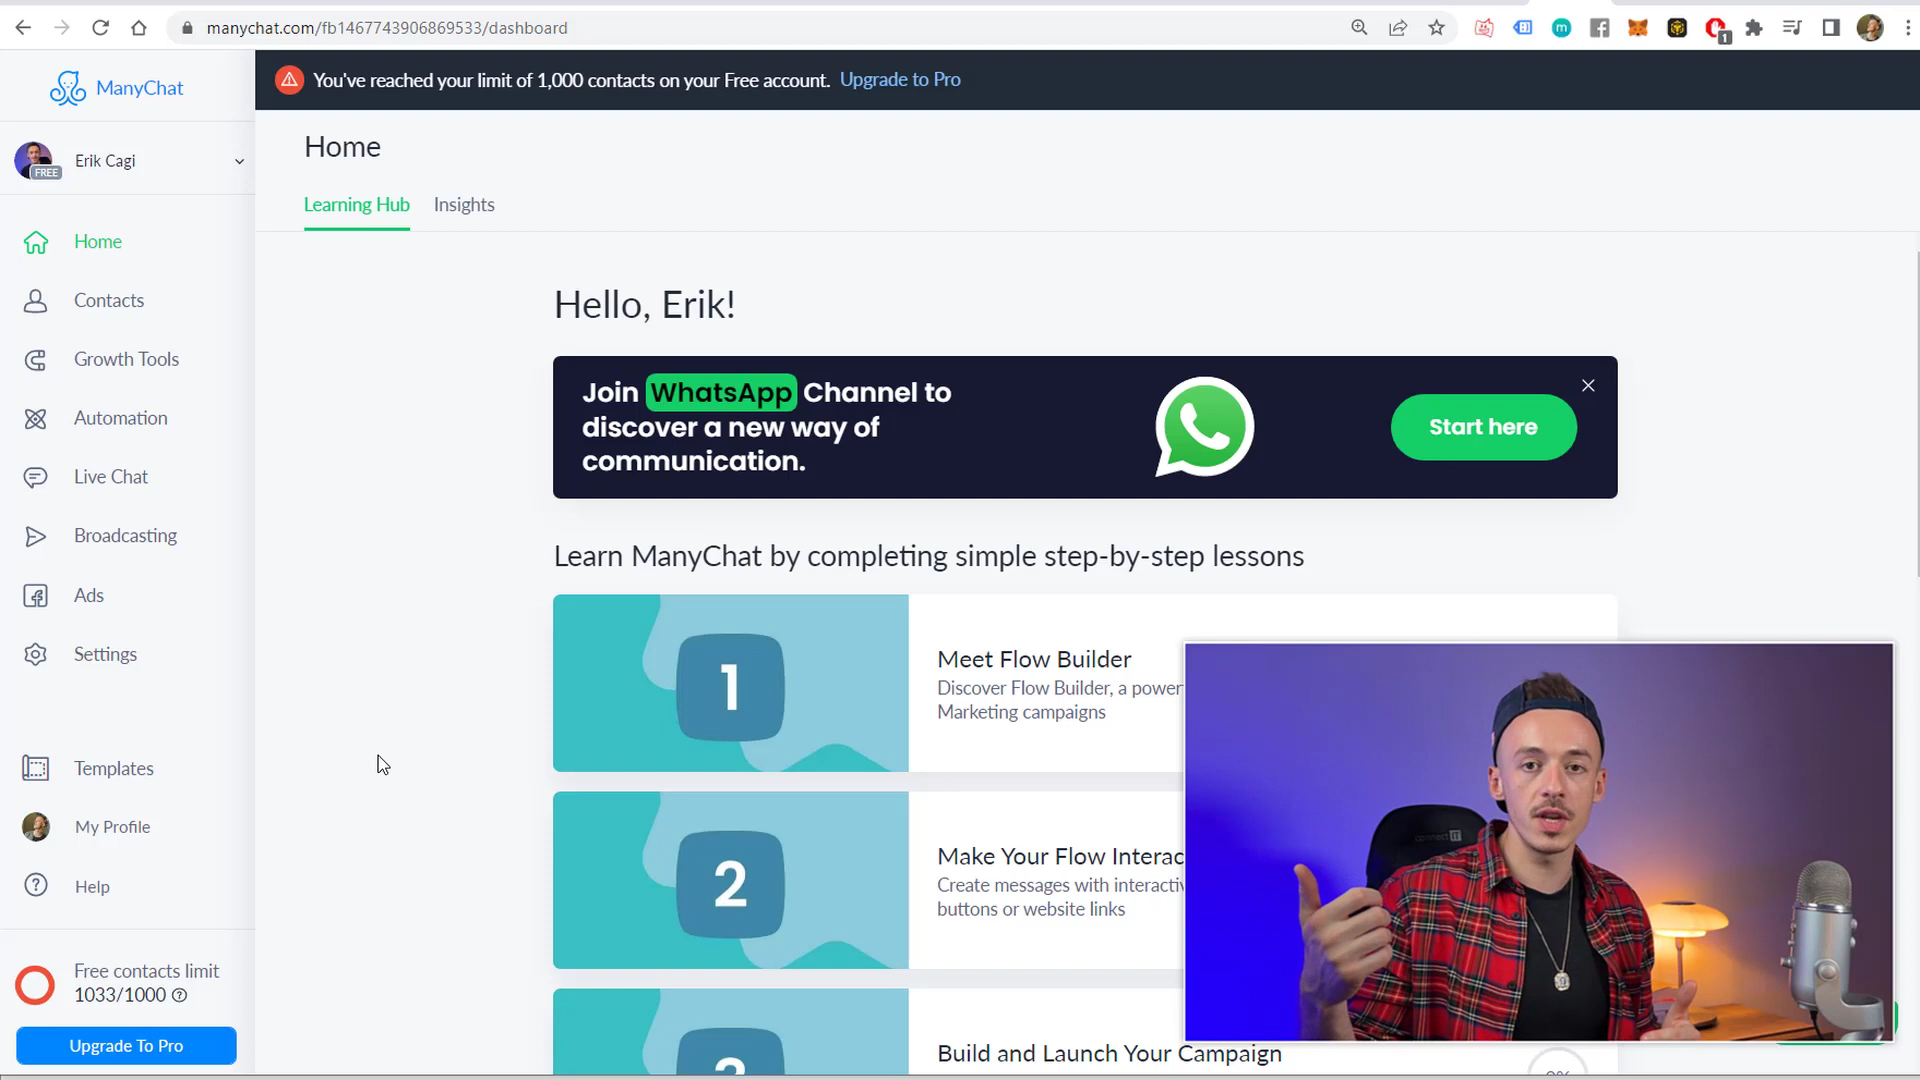 manychat.com/fb1467743906869533/dashboard
1
ManyChat
You've reached your limit of 1,000 contacts on your Free account. Upgrade to Pro
Erik Cagi
FREE
Home
Contacts
Growth Tools
Automation
Live Chat
Broadcasting
Ads
Settings
Templates
My Profile
Help
Free contacts limit
1033/1000
Upgrade To Pro
Home
Learning Hub
Insights
Hello, Erik!
Join WhatsApp Channel to
discover a new way of
communication.
Start here
Learn ManyChat by completing simple step-by-step lessons
1
Meet Flow Builder
Discover Flow Builder, a power
Marketing campaigns
2
Make Your Flow Interac
Create messages with interactiv
buttons or website links
Build and Launch Your Campaign
connect IT